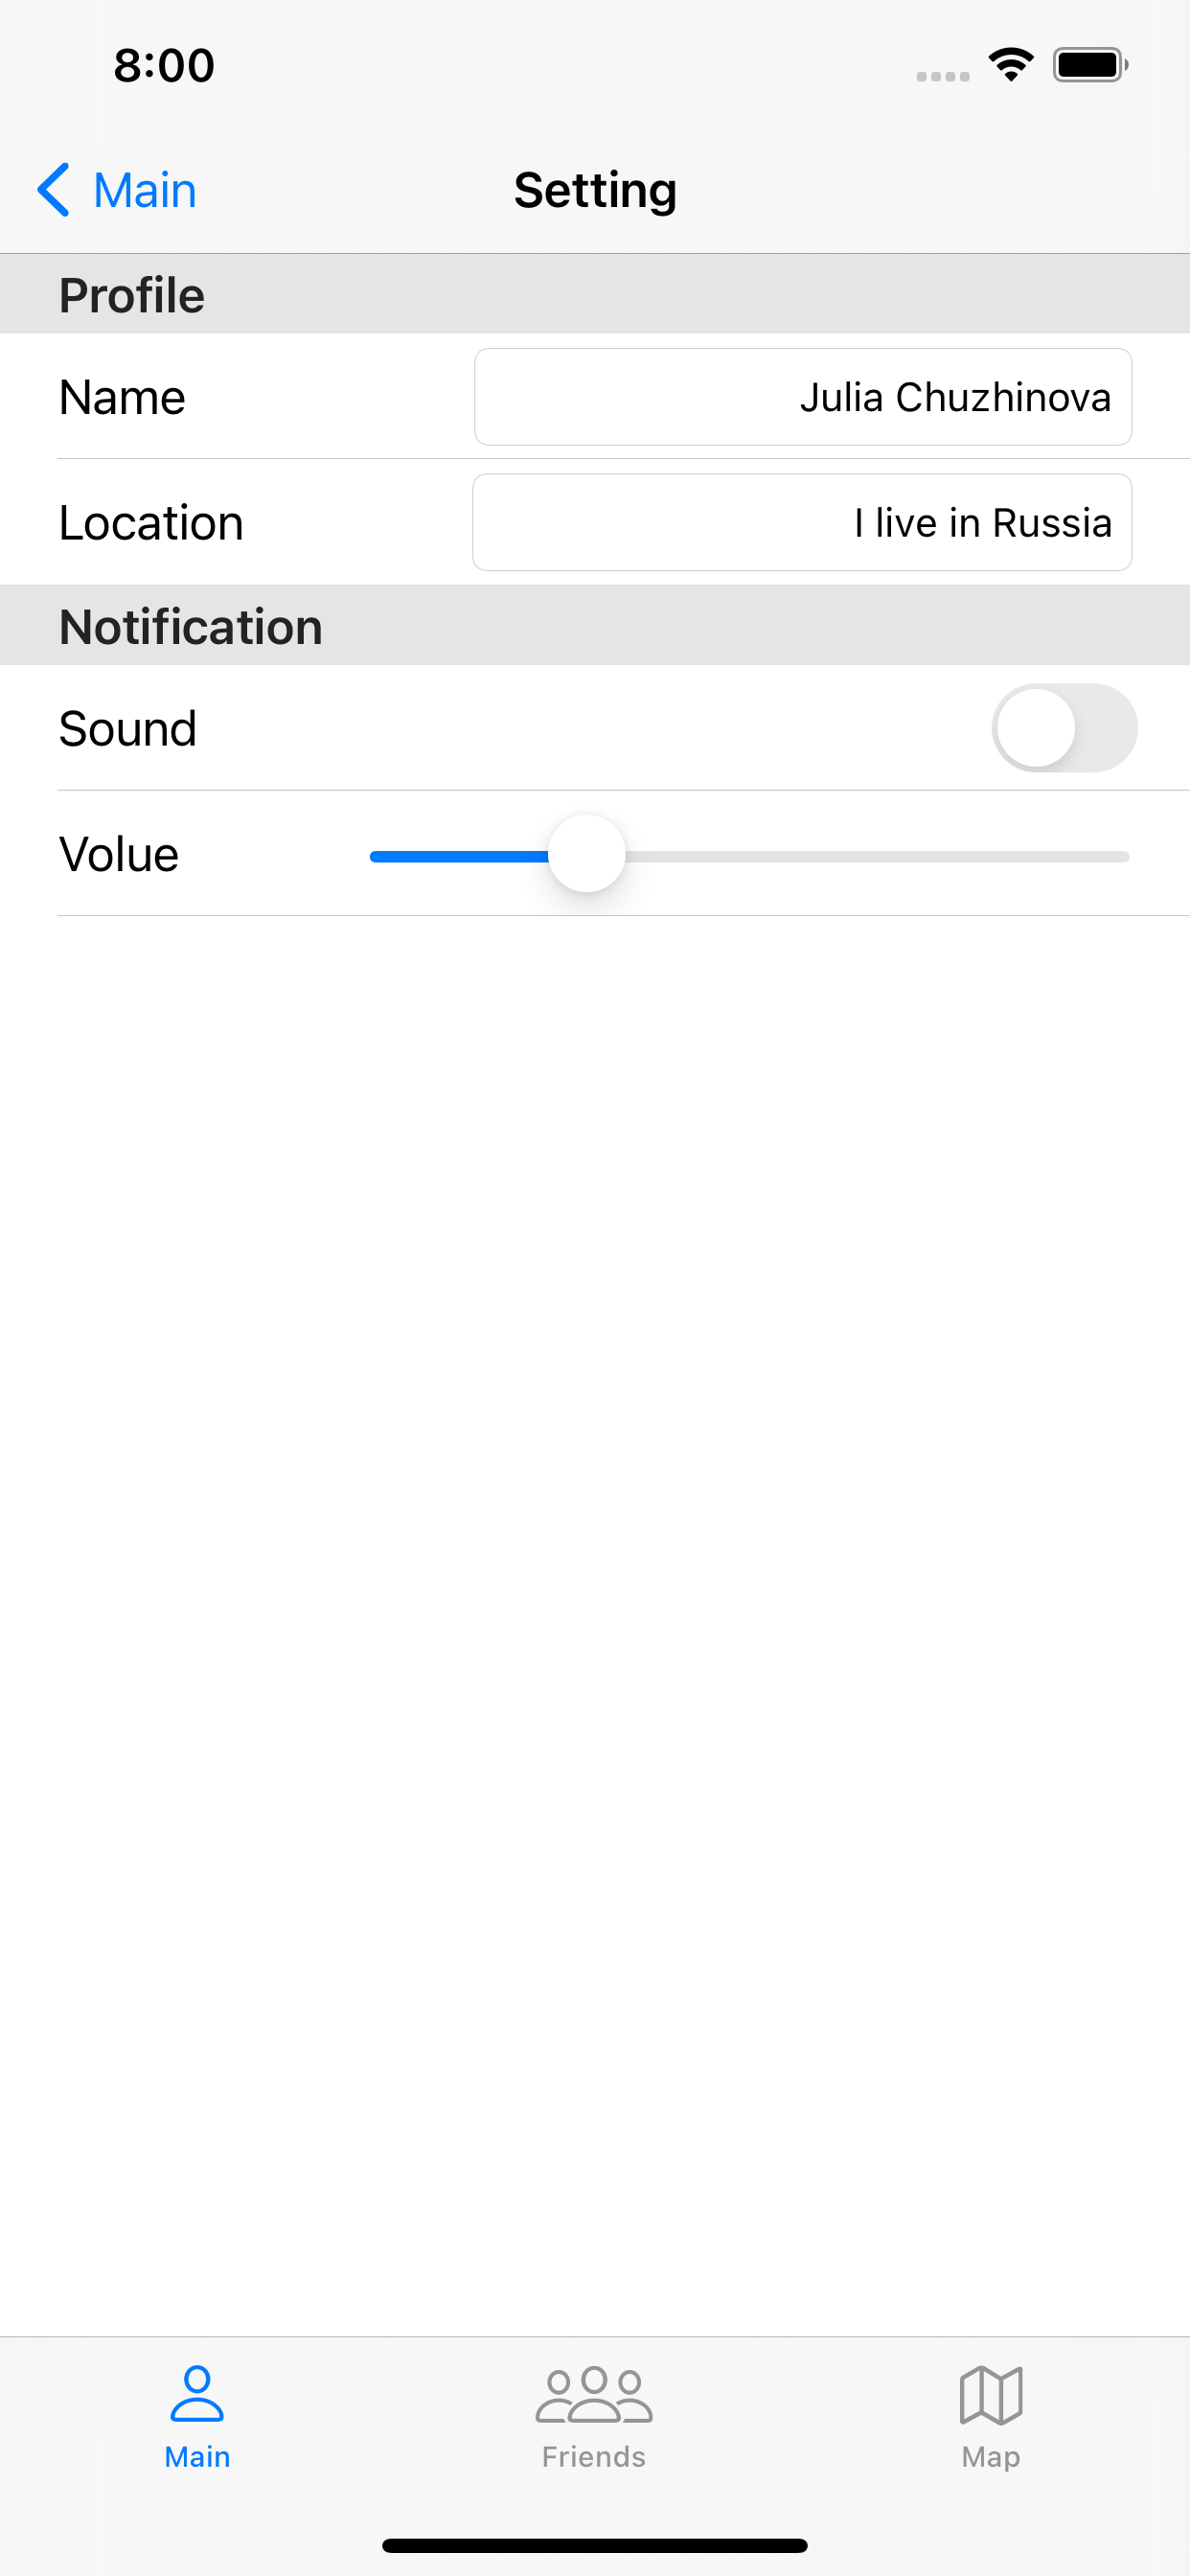 8:00
Main
Setting
Profile
Name
Julia Chuzhinova
Location
I live in Russia
Notification
Sound
Volue
Main
Friends
Map